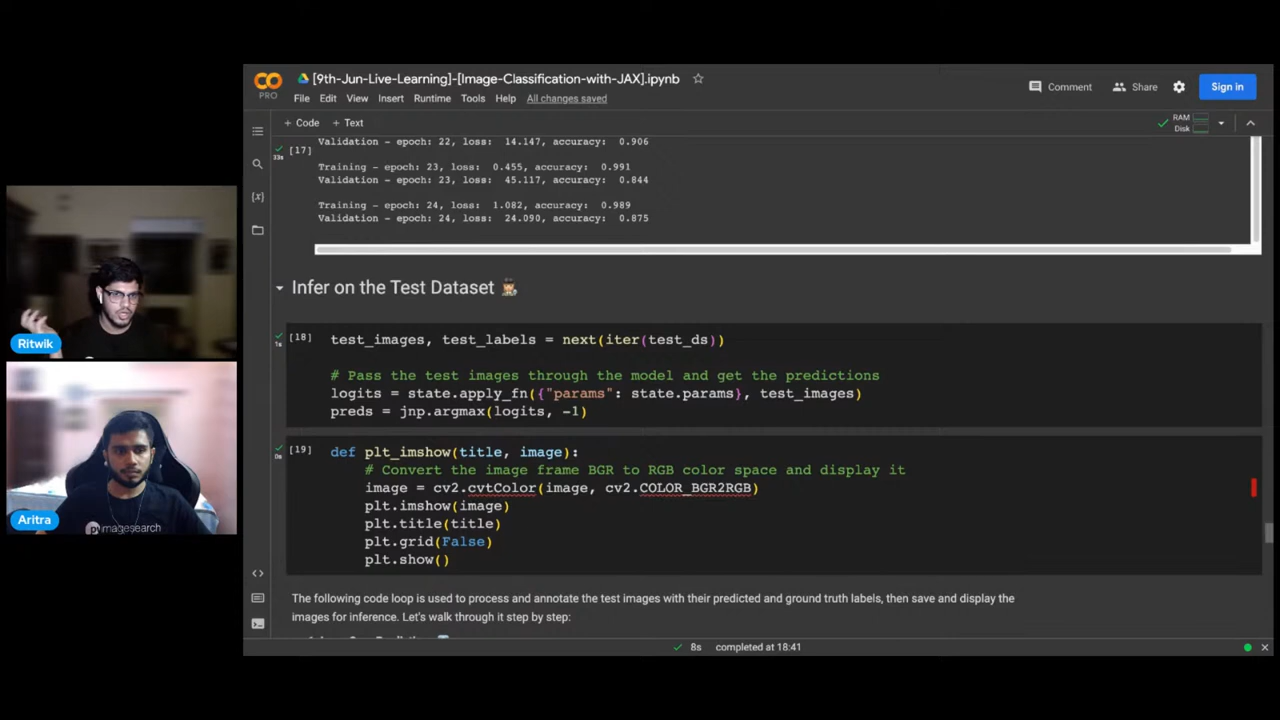 [9th-Jun-Live-Learning]-[Image-Classification-with-JAX].ipynb
Comment
Share
Sign in
PRO
File Edit View Insert Runtime Tools Help All changes saved
+ Code + Text
RAM
Disk
[17]
33s
Validation - epoch: 22, loss: 14.147, accuracy: 0.906
Training - epoch: 23, loss: 0.455, accuracy: 0.991
Validation - epoch: 23, loss: 45.117, accuracy: 0.844
Training - epoch: 24, loss: 1.082, accuracy: 0.989
Validation - epoch: 24, loss: 24.090, accuracy: 0.875
Infer on the Test Dataset
[18]
1s
test_images, test_labels = next(iter(test_ds))
# Pass the test images through the model and get the predictions
logits = state.apply_fn({"params": state.params}, test_images)
preds = jnp.argmax(logits, -1)
[19]
0s
def plt_imshow(title, image):
# Convert the image frame BGR to RGB color space and display it
image = cv2.cvtColor(image, cv2.COLOR_BGR2RGB)
plt.imshow(image)
plt.title(title)
plt.grid(False)
plt.show()
The following code loop is used to process and annotate the test images with their predicted and ground truth labels, then save and display the
images for inference. Let's walk through it step by step:
8s completed at 18:41
Ritwik
Aritra
pyimagesearch